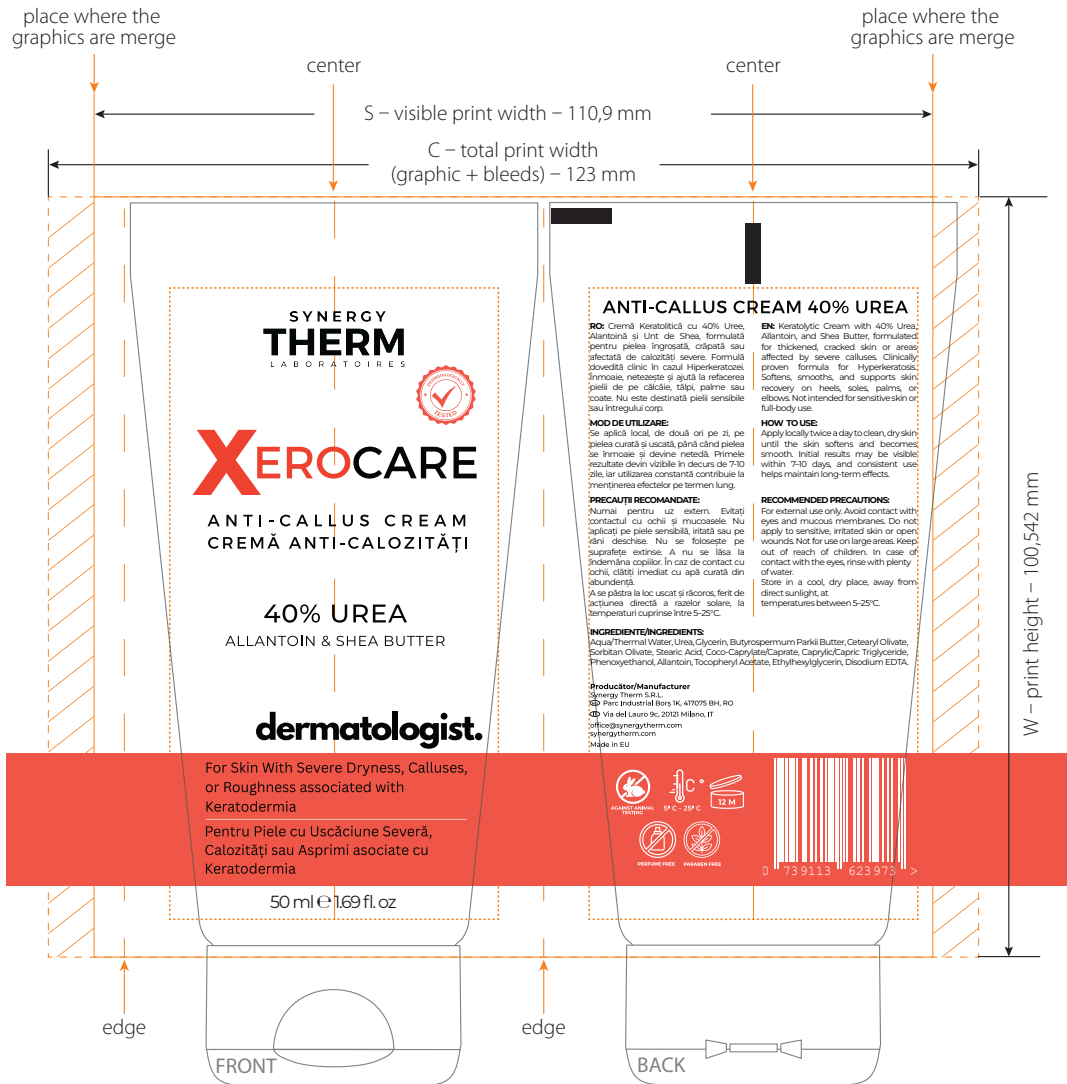 place where the
graphics are merge
place where the
graphics are merge
center
center
S – visible print width – 110,9 mm
C – total print width
(graphic + bleeds) – 123 mm
W – print height – 100,542 mm
SYNERGY
THERM
LABORATOIRES
DERMATOLOGICALLY
TESTED
XEROCARE
ANTI-CALLUS CREAM
CREMĂ ANTI-CALOZITĂȚI
40% UREA
ALLANTOIN & SHEA BUTTER
dermatologist.
For Skin With Severe Dryness, Calluses,
or Roughness associated with
Keratodermia
Pentru Piele cu Uscăciune Severă,
Calozități sau Asprimi asociate cu
Keratodermia
50 ml ℮ 1.69 fl. oz
ANTI-CALLUS CREAM 40% UREA
RO: Cremă Keratolitică cu 40% Uree,
Alantoină și Unt de Shea, formulată
pentru pielea îngroșată, crăpată sau
afectată de calozități severe. Formulă
dovedită clinic în cazul Hiperkeratozei.
Înmoaie, netezește și ajută la refacerea
pielii de pe călcâie, tălpi, palme sau
coate. Nu este destinată pielii sensibile
sau întregului corp.
MOD DE UTILIZARE:
Se aplică local, de două ori pe zi, pe
pielea curată și uscată, până când pielea
se înmoaie și devine netedă. Primele
rezultate devin vizibile în decurs de 7-10
zile, iar utilizarea constantă contribuie la
menținerea efectelor pe termen lung.
PRECAUȚII RECOMANDATE:
Numai pentru uz extern. Evitați
contactul cu ochii și mucoasele. Nu
aplicați pe piele sensibilă, iritată sau pe
răni deschise. Nu se folosește pe
suprafețe extinse. A nu se lăsa la
îndemâna copiilor. În caz de contact cu
ochii, clătiți imediat cu apă curată din
abundență.
A se păstra la loc uscat și răcoros, ferit de
acțiunea directă a razelor solare, la
temperaturi cuprinse între 5–25°C.
EN: Keratolytic Cream with 40% Urea,
Allantoin, and Shea Butter, formulated
for thickened, cracked skin or areas
affected by severe calluses. Clinically
proven formula for Hyperkeratosis.
Softens, smooths, and supports skin
recovery on heels, soles, palms, or
elbows. Not intended for sensitive skin or
full-body use.
HOW TO USE:
Apply locally twice a day to clean, dry skin
until the skin softens and becomes
smooth. Initial results may be visible
within 7–10 days, and consistent use
helps maintain long-term effects.
RECOMMENDED PRECAUTIONS:
For external use only. Avoid contact with
eyes and mucous membranes. Do not
apply to sensitive, irritated skin or open
wounds. Not for use on large areas. Keep
out of reach of children. In case of
contact with the eyes, rinse with plenty
of water.
Store in a cool, dry place, away from
direct sunlight, at
temperatures between 5–25°C.
INGREDIENTE/INGREDIENTS:
Aqua/Thermal Water, Urea, Glycerin, Butyrospermum Parkii Butter, Cetearyl Olivate,
Sorbitan Olivate, Stearic Acid, Coco-Caprylate/Caprate, Caprylic/Capric Triglyceride,
Phenoxyethanol, Allantoin, Tocopheryl Acetate, Ethylhexylglycerin, Disodium EDTA.
Producător/Manufacturer
Synergy Therm S.R.L.
Parc Industrial Borș 1K, 417075 BH, RO
Via del Lauro 9c, 20121 Milano, IT
office@synergytherm.com
synergytherm.com
Made in EU
AGAINST ANIMAL
TESTING
C°
5° C - 25° C
12 M
PERFUME FREE
PARABEN FREE
0 739113 623973 >
edge
edge
FRONT
BACK